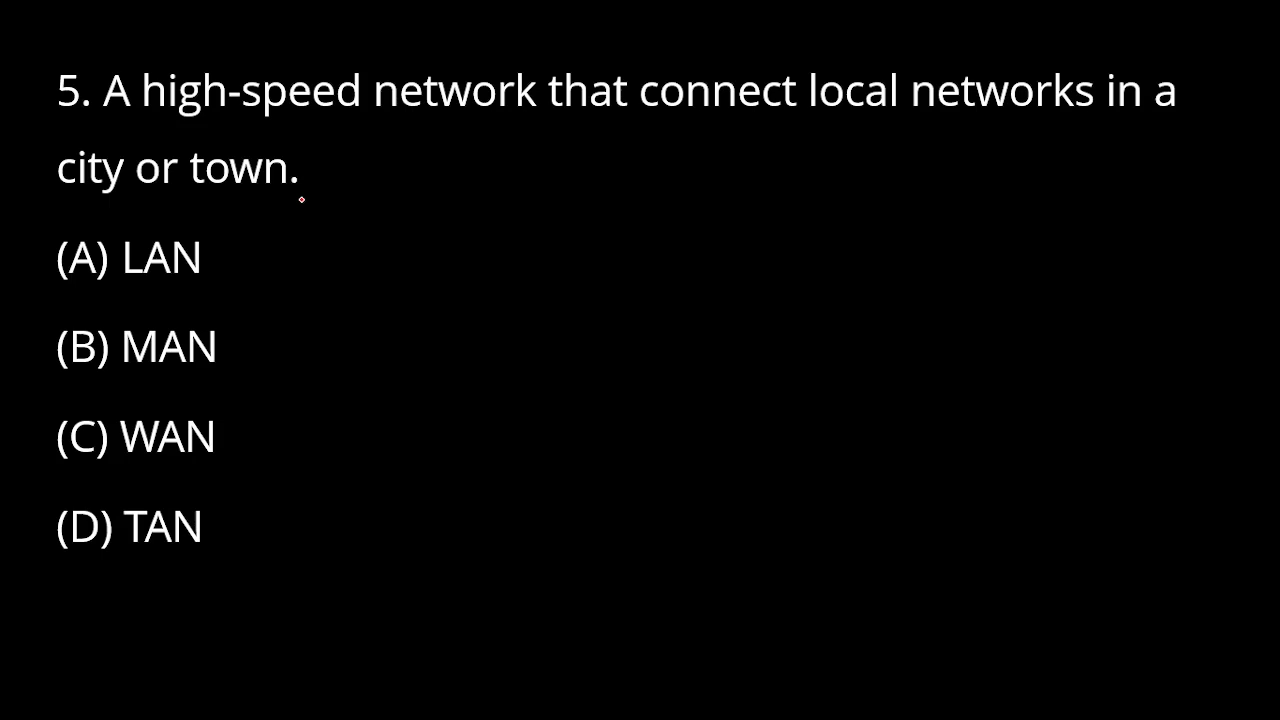 5. A high-speed network that connect local networks in a
city or town.
(A) LAN
(B) MAN
(C) WAN
(D) TAN